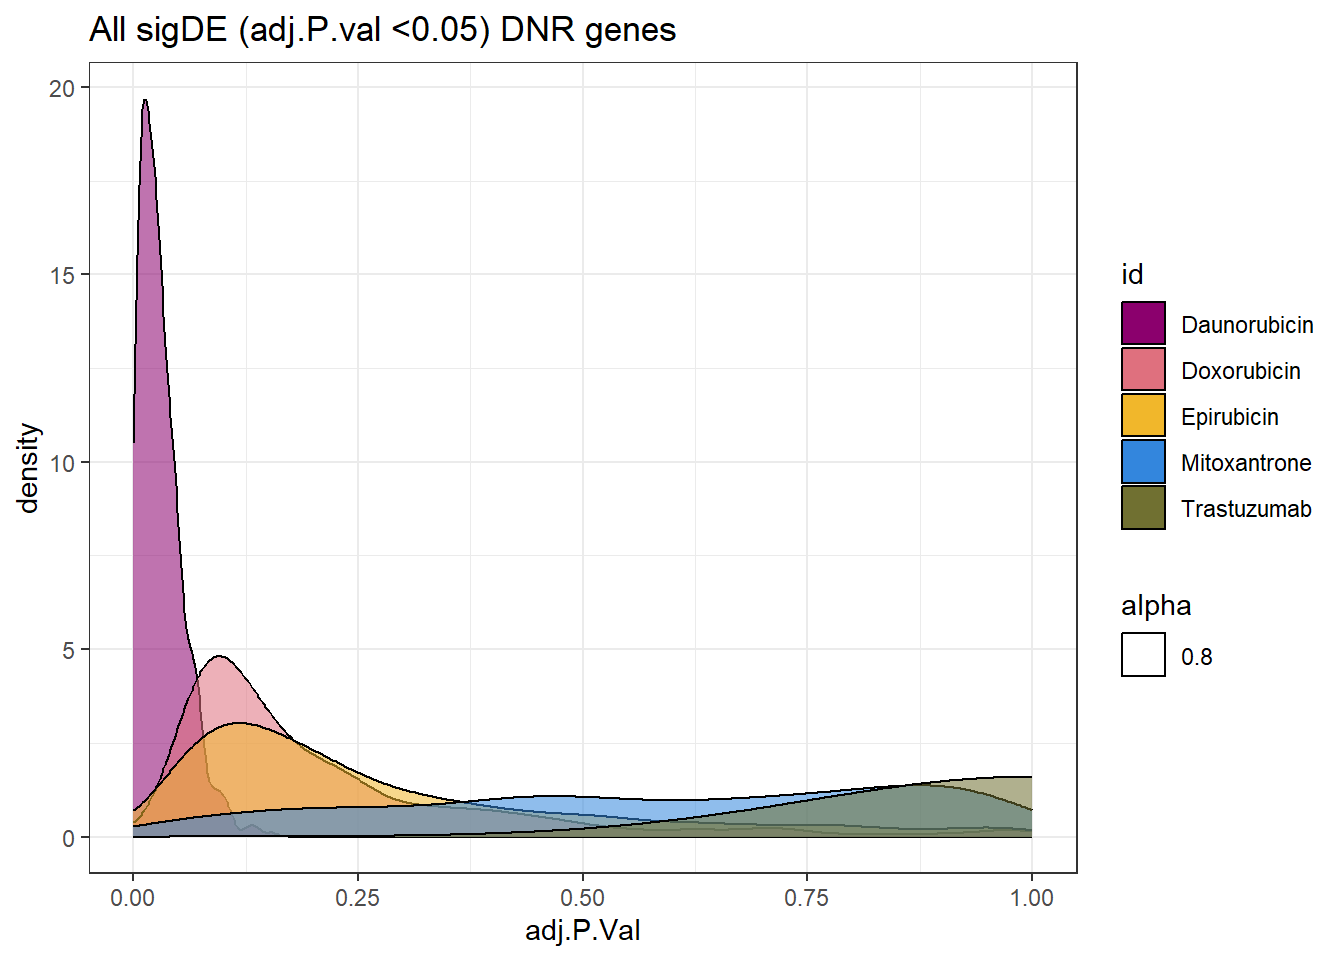 All sigDE (adj.P.val <0.05) DNR genes
20
15
10
5
0
density
0.00
0.25
0.50
0.75
1.00
adj.P.Val
id
Daunorubicin
Doxorubicin
Epirubicin
Mitoxantrone
Trastuzumab
alpha
0.8